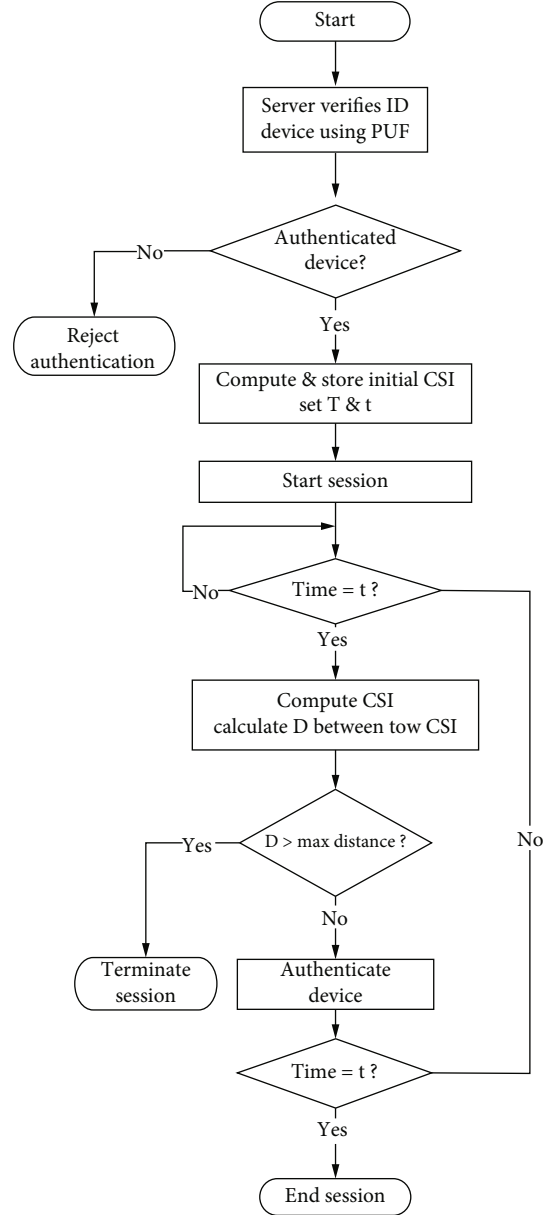 Start
Server verifies ID
device using PUF
Authenticated
device?
No
Reject
authentication
Yes
Compute & store initial CSI
set T & t
Start session
Time = t ?
No
Yes
Compute CSI
calculate D between tow CSI
D > max distance ?
Yes
No
Terminate
session
No
Authenticate
device
Time = t ?
Yes
End session